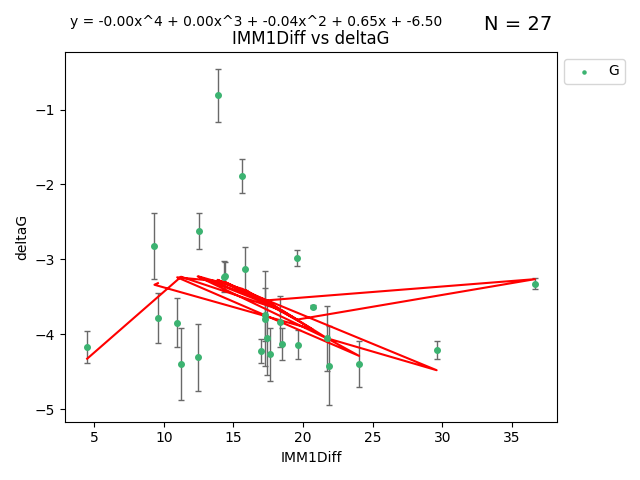 y = -0.00x^4 + 0.00x^3 + -0.04x^2 + 0.65x + -6.50
N = 27
IMM1Diff vs deltaG
G
deltaG
−1
−2
−3
−4
−5
5 10 15 20 25 30 35
IMM1Diff